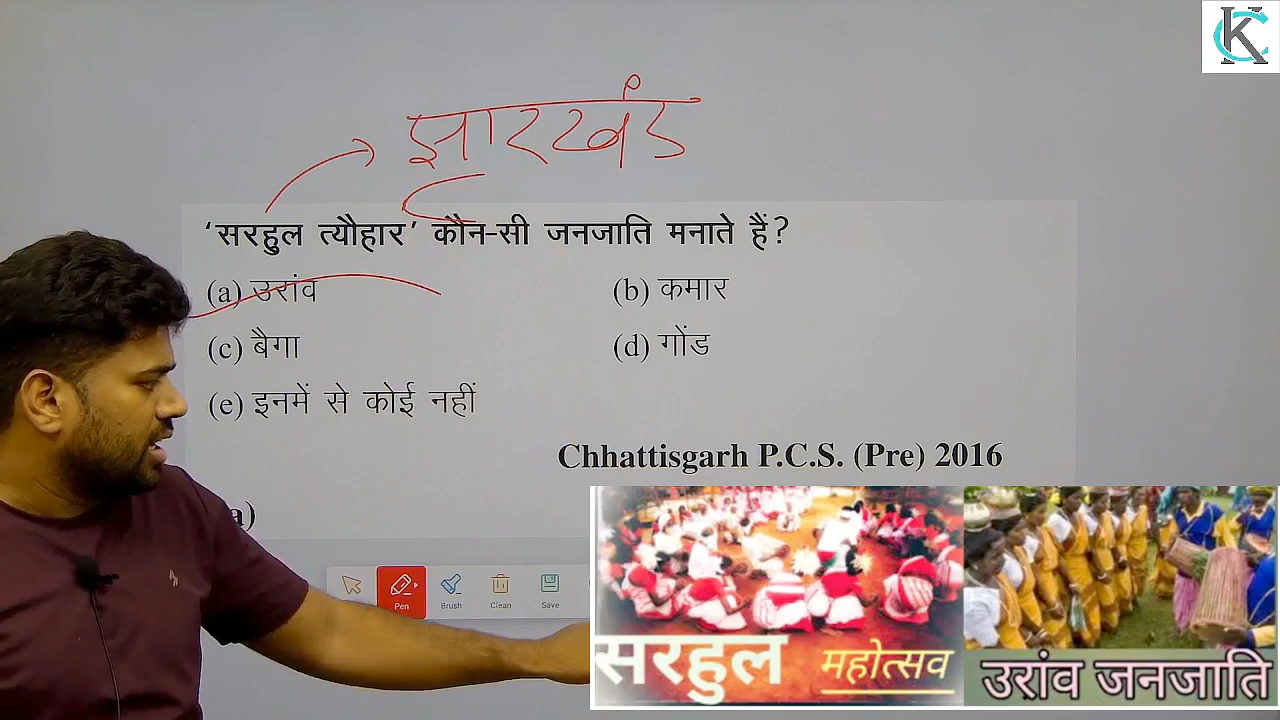 झारखंड
‘सरहुल त्यौहार’ कौन-सी जनजाति मनाते हैं?
(a) उरांव
(b) कमार
(c) बैगा
(d) गोंड
(e) इनमें से कोई नहीं
Chhattisgarh P.C.S. (Pre) 2016
a)
Pen
Brush
Clean
Save
सरहुल महोत्सव
उरांव जनजाति
KC